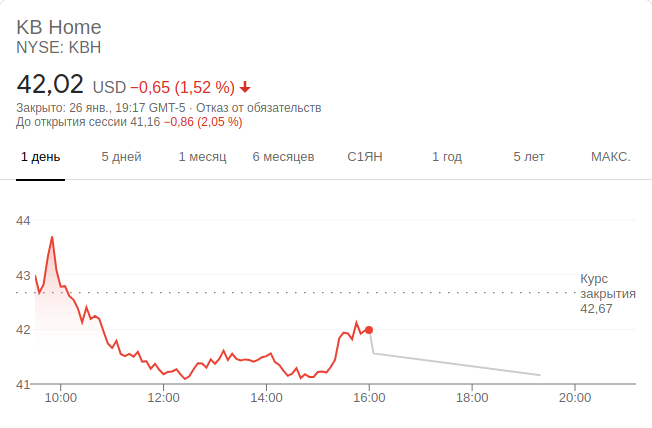 KB Home
NYSE: KBH
42,02 USD −0,65 (1,52 %)
Закрыто: 26 янв., 19:17 GMT-5 · Отказ от обязательств
До открытия сессии 41,16 −0,86 (2,05 %)
1 день 5 дней 1 месяц 6 месяцев С1ЯН 1 год 5 лет МАКС.
44
43
42
41
Курс
закрытия
42,67
10:00 12:00 14:00 16:00 18:00 20:00